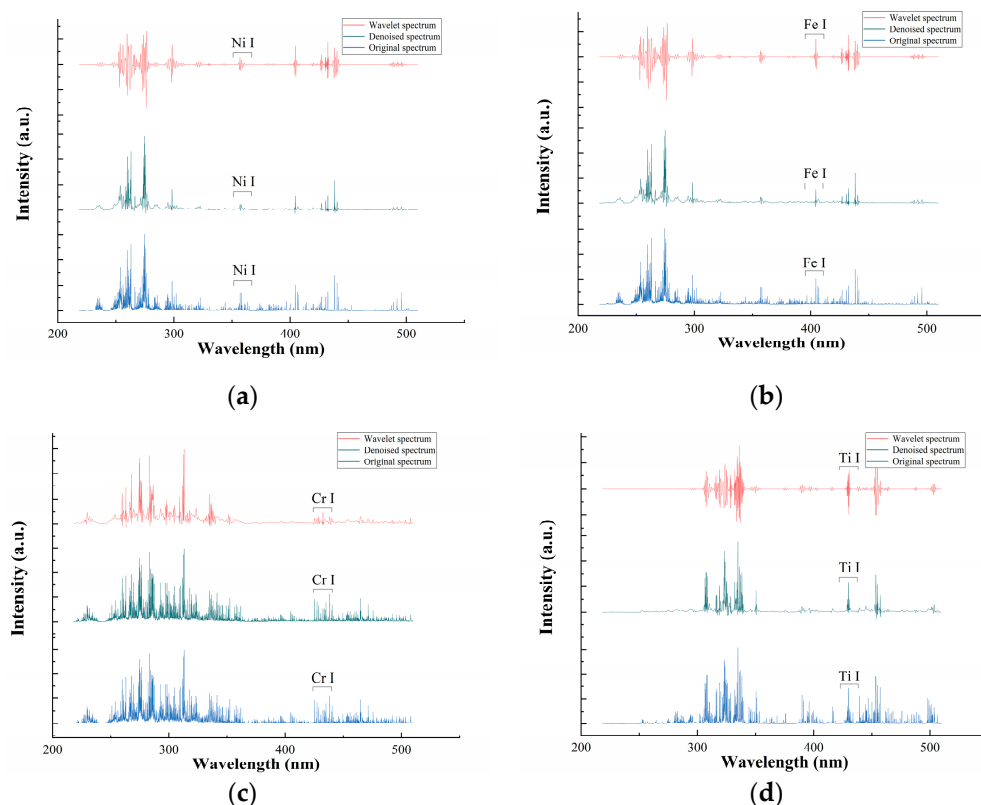 Wavelet spectrum
Denoised spectrum
Original spectrum
Ni I
Ni I
Ni I
Intensity (a.u.)
200 300 400 500
Wavelength (nm)
(a)
Wavelet spectrum
Denoised spectrum
Original spectrum
Fe I
Fe I
Fe I
Intensity (a.u.)
200 300 400 500
Wavelength (nm)
(b)
Wavelet spectrum
Denoised spectrum
Original spectrum
Cr I
Cr I
Cr I
Intensity (a.u.)
200 300 400 500
Wavelength (nm)
(c)
Wavelet spectrum
Denoised spectrum
Original spectrum
Ti I
Ti I
Ti I
Intensity (a.u.)
200 300 400 500
Wavelength (nm)
(d)